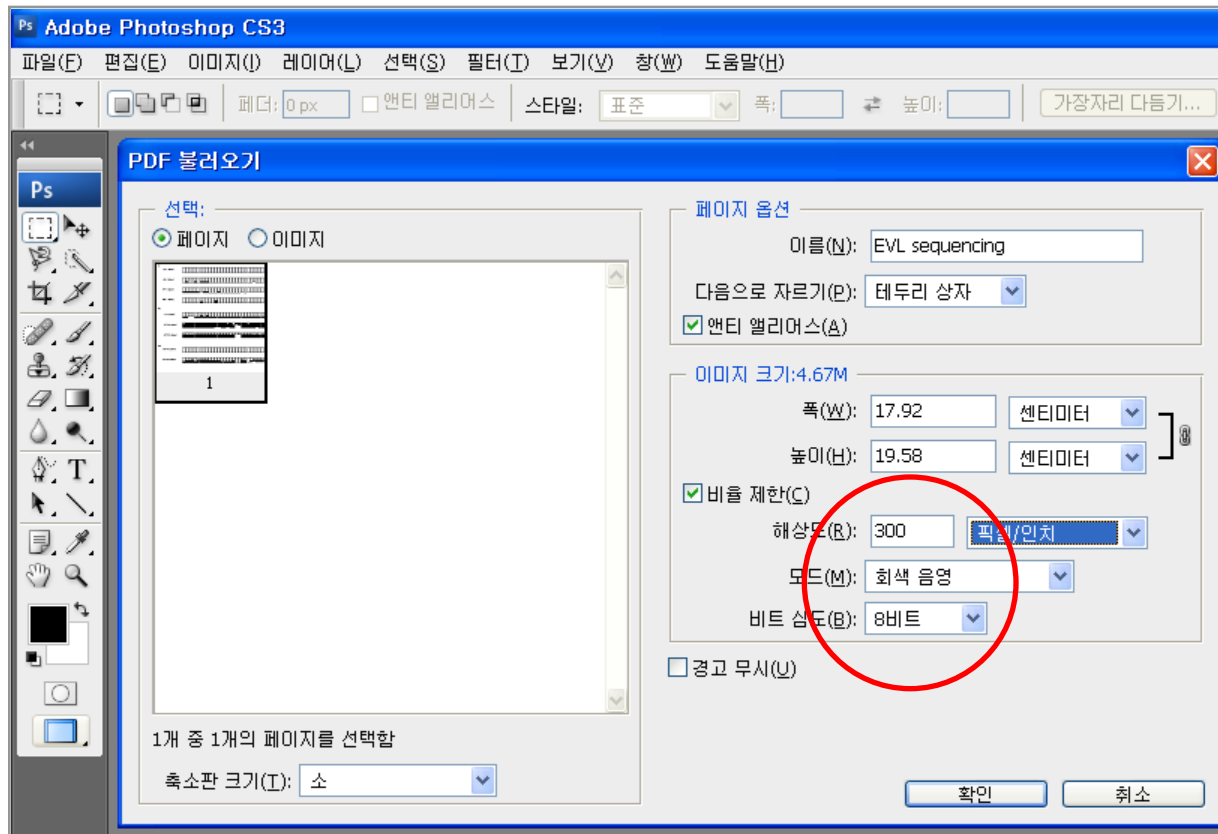 Ps Adobe Photoshop CS3
파일(F) 편집(E) 이미지(I) 레이어(L) 선택(S) 필터(T) 보기(V) 창(W) 도움말(H)
페더: 0 px 앤티 앨리어스 스타일: 표준 폭: 높이: 가장자리 다듬기...
Ps
PDF 불러오기
선택:
페이지 이미지
1
1개 중 1개의 페이지를 선택함
축소판 크기(T): 소
페이지 옵션
이름(N): EVL sequencing
다음으로 자르기(P): 테두리 상자
앤티 앨리어스(A)
이미지 크기:4.67M
폭(W): 17.92 센티미터
높이(H): 19.58 센티미터
비율 제한(C)
해상도(R): 300 픽셀/인치
모드(M): 회색 음영
비트 심도(B): 8비트
경고 무시(U)
확인 취소